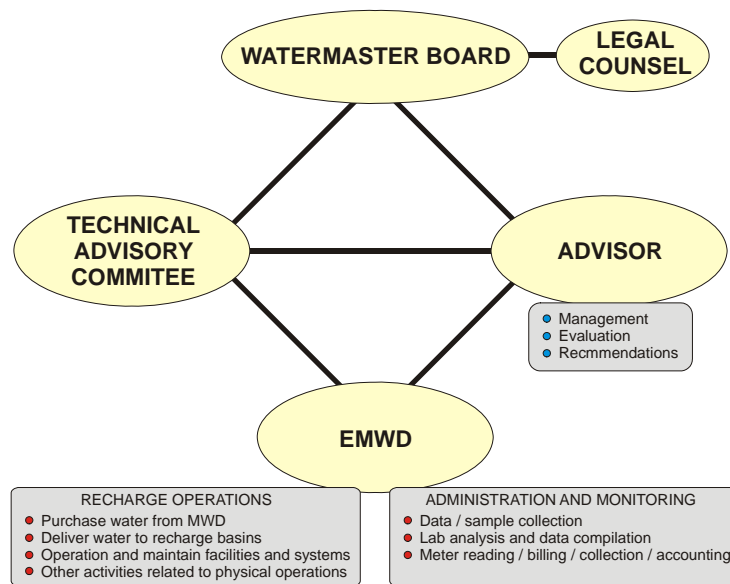 WATERMASTER BOARD
LEGAL
COUNSEL
TECHNICAL
ADVISORY
COMMITEE
ADVISOR
Management
Evaluation
Recmmendations
EMWD
RECHARGE OPERATIONS
Purchase water from MWD
Deliver water to recharge basins
Operation and maintain facilities and systems
Other activities related to physical operations
ADMINISTRATION AND MONITORING
Data / sample collection
Lab analysis and data compilation
Meter reading / billing / collection / accounting